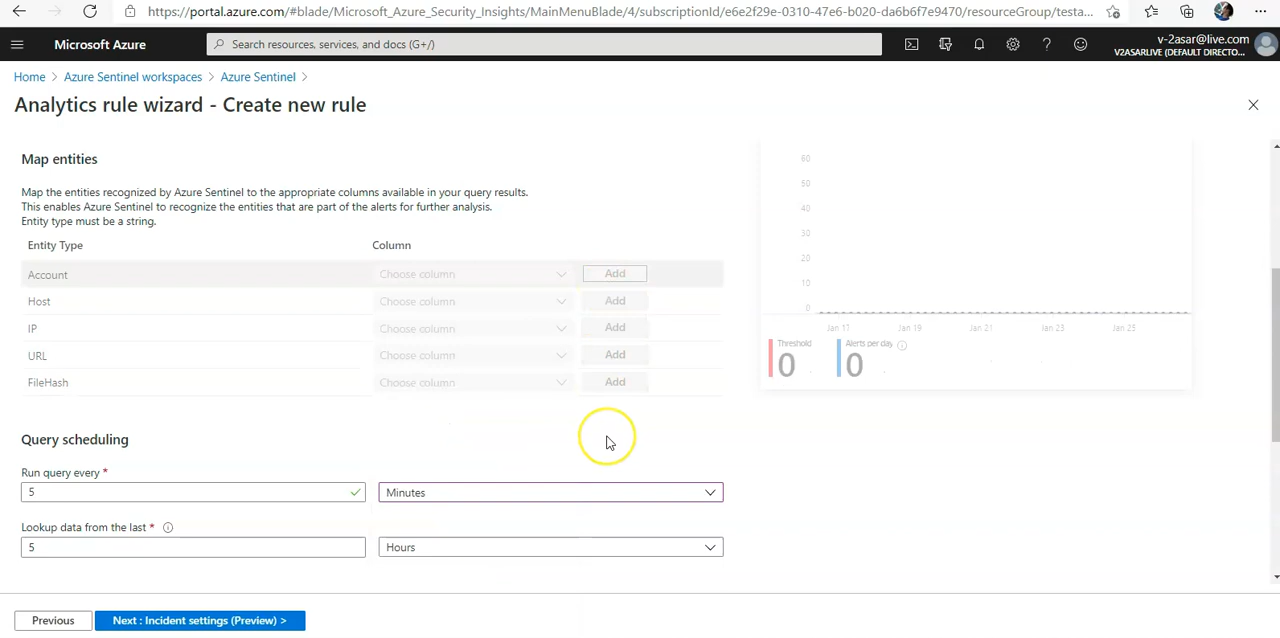 https://portal.azure.com/#blade/Microsoft_Azure_Security_Insights/MainMenuBlade/4/subscriptionId/e6e2f29e-0310-47e6-b020-da6b6f7e9470/resourceGroup/testa...
Microsoft Azure
Search resources, services, and docs (G+/)
v-2asar@live.com
V2ASARLIVE (DEFAULT DIRECTO...
Home > Azure Sentinel workspaces > Azure Sentinel >
Analytics rule wizard - Create new rule
Map entities
Map the entities recognized by Azure Sentinel to the appropriate columns available in your query results.
This enables Azure Sentinel to recognize the entities that are part of the alerts for further analysis.
Entity type must be a string.
Entity Type Column
Account Choose column Add
Host Choose column Add
IP Choose column Add
URL Choose column Add
FileHash Choose column Add
60
50
40
30
20
10
0
Jan 17 Jan 19 Jan 21 Jan 23 Jan 25
Threshold
0
Alerts per day
0
Query scheduling
Run query every *
5 Minutes
Lookup data from the last *
5 Hours
Previous Next : Incident settings (Preview) >